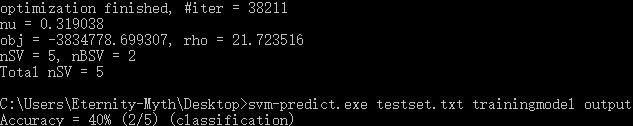 optimization finished, #iter = 38211
nu = 0.319038
obj = -3834778.699307, rho = 21.723516
nSV = 5, nBSV = 2
Total nSV = 5
C:\Users\Eternity-Myth\Desktop>svm-predict.exe testset.txt trainingmodel output
Accuracy = 40% (2/5) (classification)